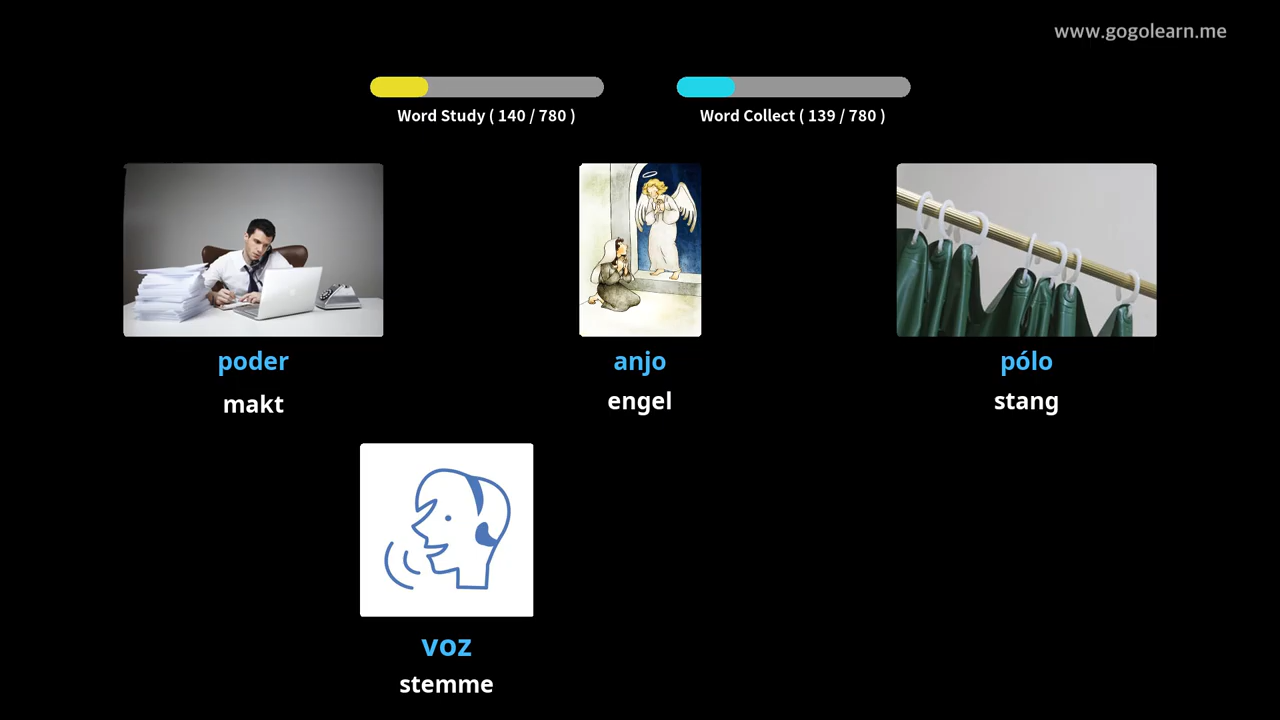 www.gogolearn.me
Word Study ( 140 / 780 )
Word Collect ( 139 / 780 )
poder
anjo
pólo
makt
engel
stang
voz
stemme